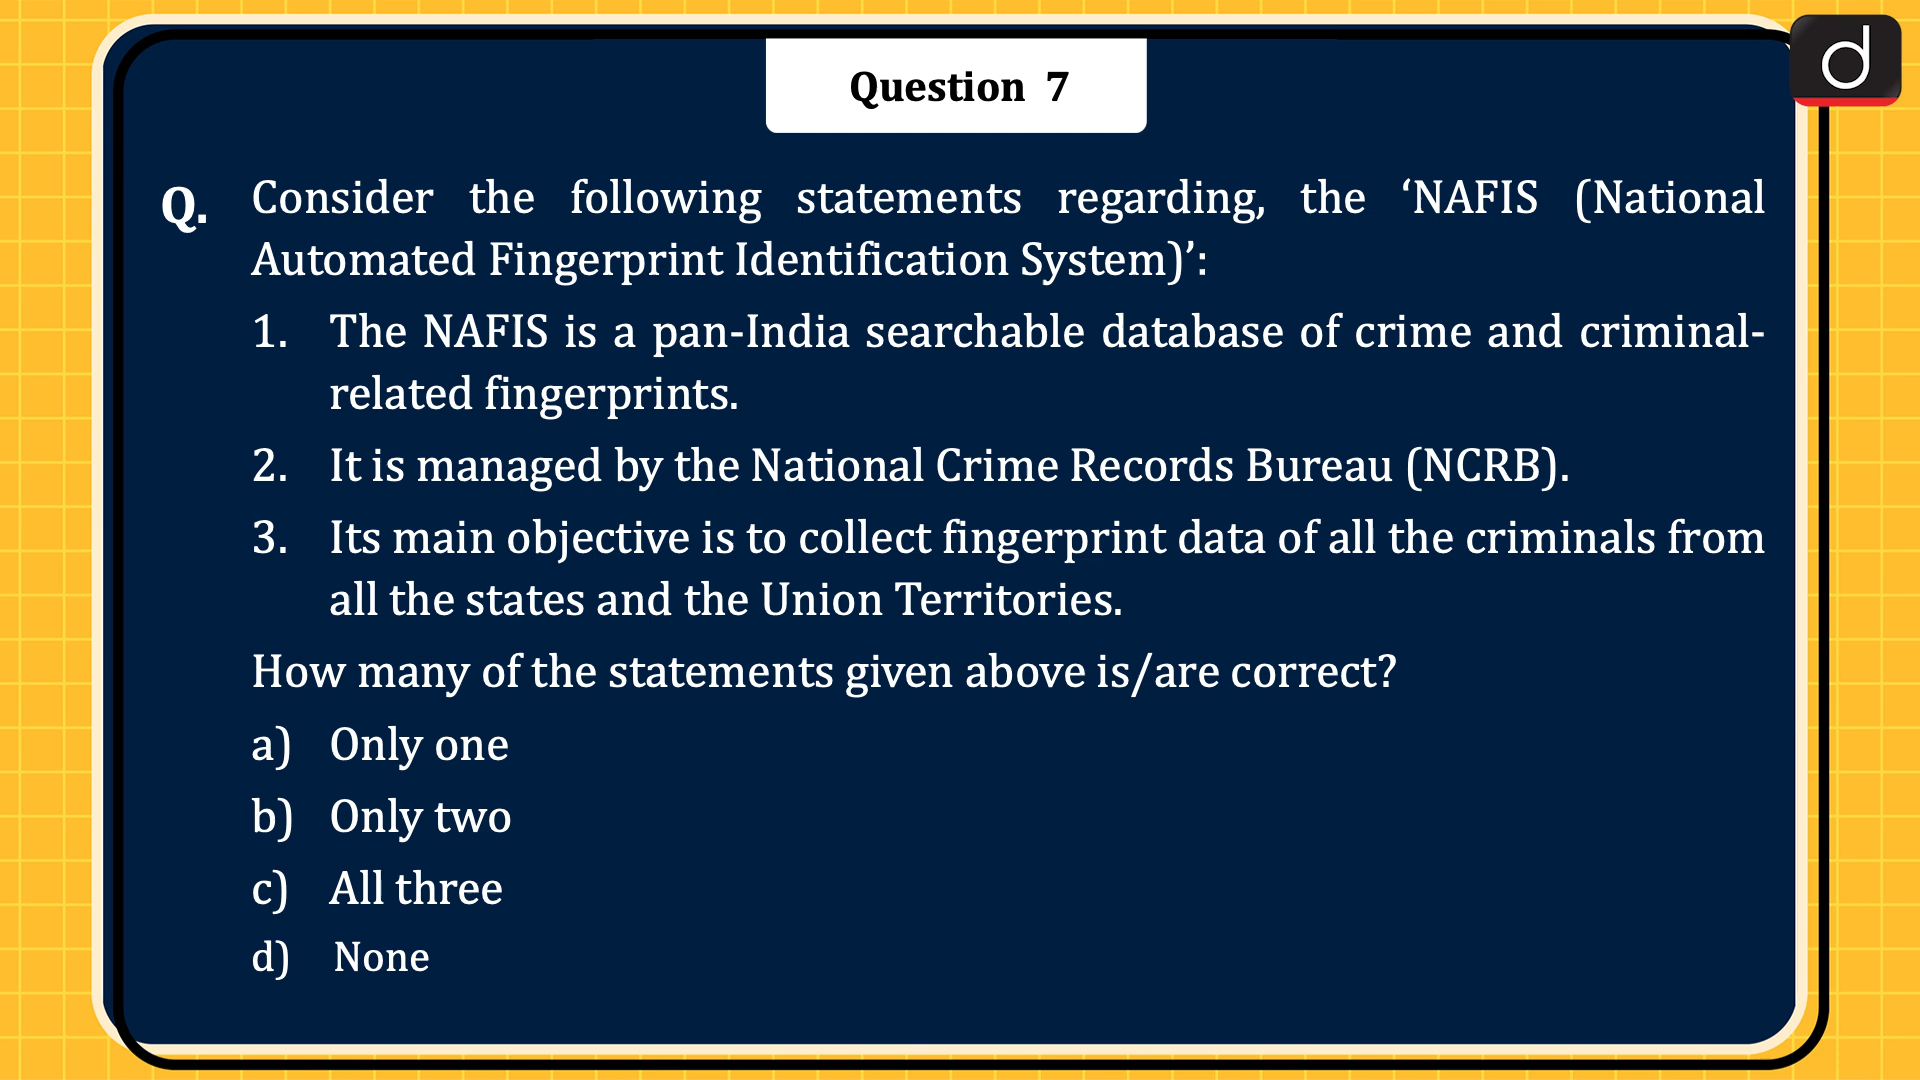 Question 7
Q. Consider the following statements regarding, the ‘NAFIS (National
Automated Fingerprint Identification System)’:
1. The NAFIS is a pan-India searchable database of crime and criminal-
related fingerprints.
2. It is managed by the National Crime Records Bureau (NCRB).
3. Its main objective is to collect fingerprint data of all the criminals from
all the states and the Union Territories.
How many of the statements given above is/are correct?
a) Only one
b) Only two
c) All three
d) None
d